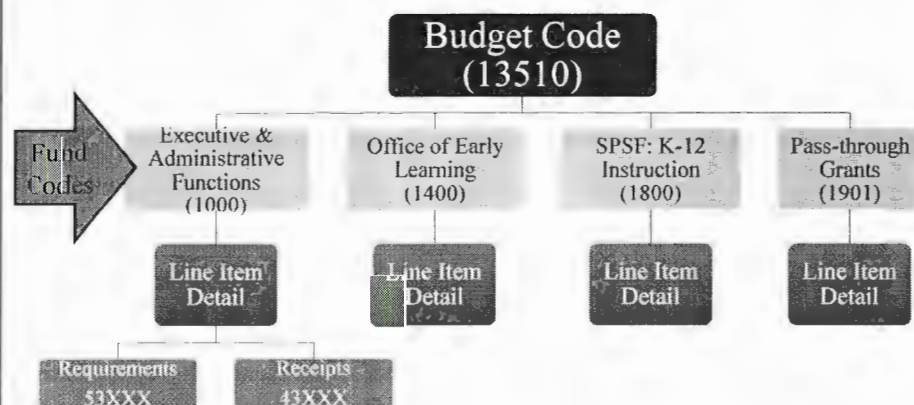 Budget Code
(13510)
Fund
Codes
Executive &
Administrative
Functions
(1000)
Office of Early
Learning
(1400)
SPSF: K-12
Instruction
(1800)
Pass-through
Grants
(1901)
Line Item
Detail
Line Item
Detail
Line Item
Detail
Line Item
Detail
Requirements
53XXX
Receipts
43XXX